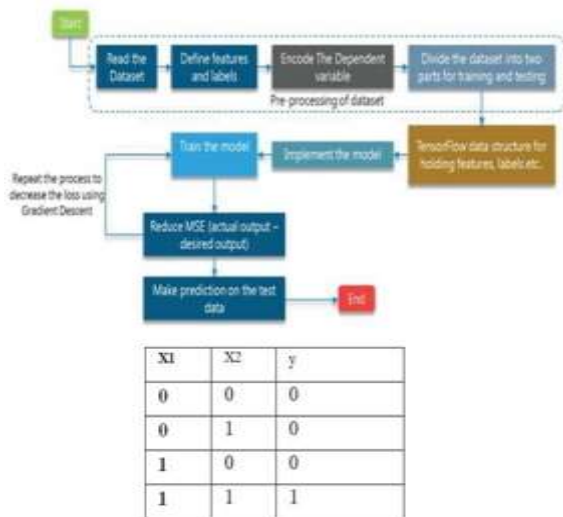 Start
Read the
Dataset
Define features
and labels
Encode The Dependent
variable
Divide the dataset into two
parts for training and testing
Pre-processing of dataset
Train the model
Implement the model
TensorFlow data structure for
holding features, labels etc..
Repeat the process to
decrease the loss using
Gradient Descent
Reduce MSE (actual output –
desired output)
Make prediction on the test
data
End
X1 X2 y
0 0 0
0 1 0
1 0 0
1 1 1